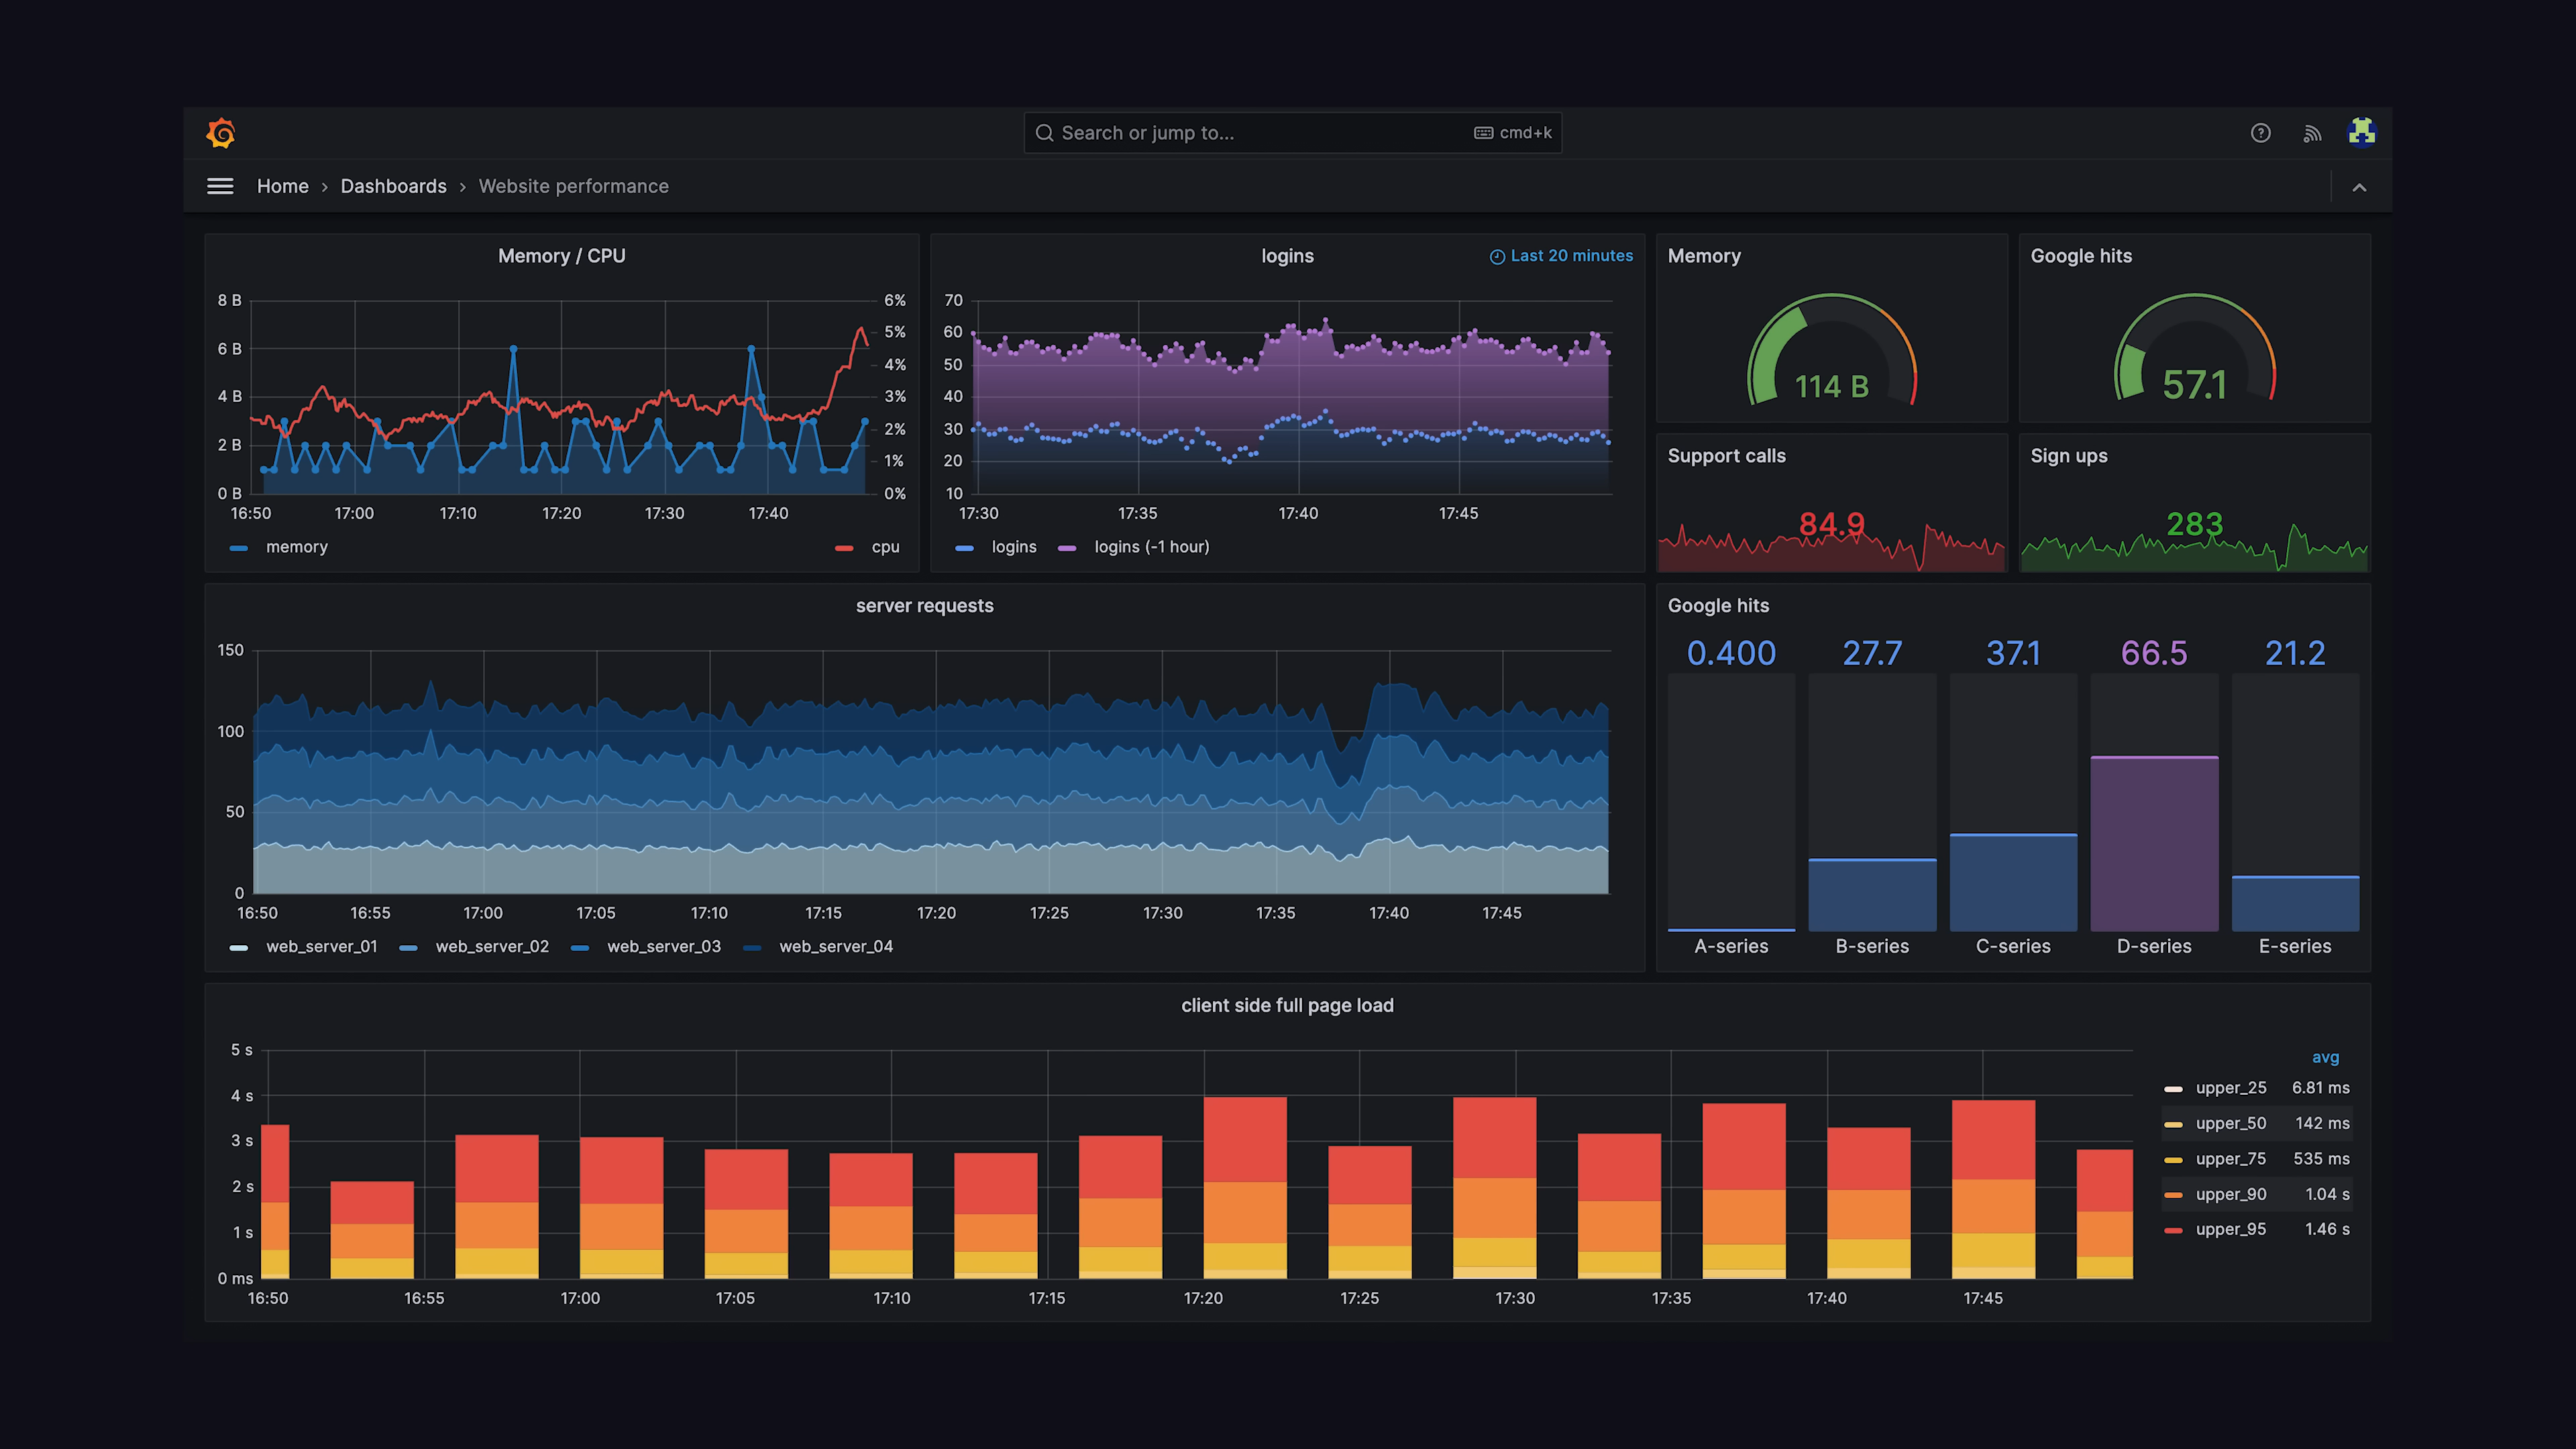 Search or jump to... cmd+k
Home › Dashboards › Website performance
Memory / CPU
8 B
6 B
4 B
2 B
0 B
6%
5%
4%
3%
2%
1%
0%
16:50 17:00 17:10 17:20 17:30 17:40
memory cpu
logins Last 20 minutes
70
60
50
40
30
20
10
17:30 17:35 17:40 17:45
logins logins (-1 hour)
Memory
114 B
Google hits
57.1
Support calls
84.9
Sign ups
283
server requests
150
100
50
0
16:50 16:55 17:00 17:05 17:10 17:15 17:20 17:25 17:30 17:35 17:40 17:45
web_server_01 web_server_02 web_server_03 web_server_04
Google hits
0.400 27.7 37.1 66.5 21.2
A-series B-series C-series D-series E-series
client side full page load
5 s
4 s
3 s
2 s
1 s
0 ms
16:50 16:55 17:00 17:05 17:10 17:15 17:20 17:25 17:30 17:35 17:40 17:45
avg
upper_25 6.81 ms
upper_50 142 ms
upper_75 535 ms
upper_90 1.04 s
upper_95 1.46 s